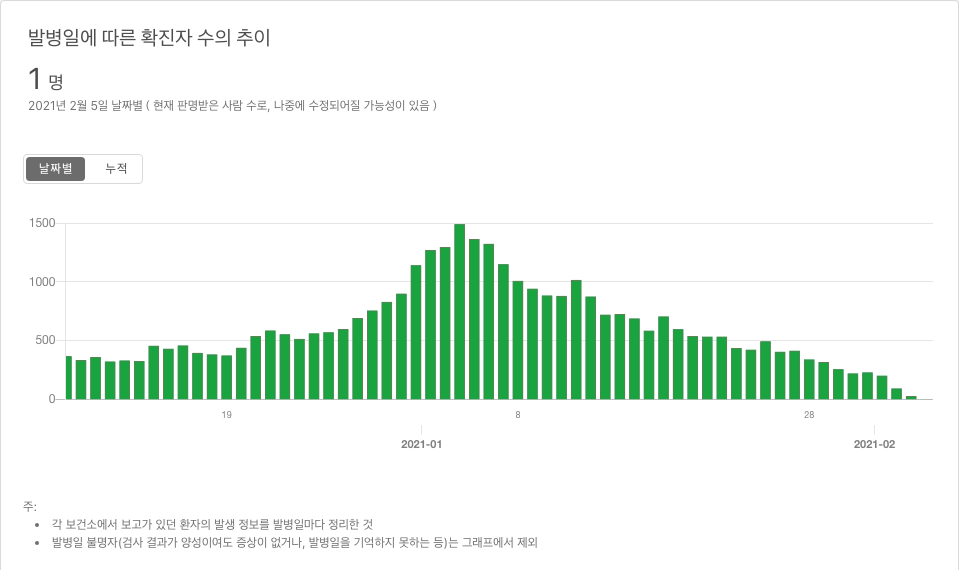 발병일에 따른 확진자 수의 추이
1 명
2021년 2월 5일 날짜별 ( 현재 판명받은 사람 수로, 나중에 수정되어질 가능성이 있음 )
날짜별 누적
1500
1000
500
0
19 8 28
2021-01 2021-02
주:
• 각 보건소에서 보고가 있던 환자의 발생 정보를 발병일마다 정리한 것
• 발병일 불명자(검사 결과가 양성이여도 증상이 없거나, 발병일을 기억하지 못하는 등)는 그래프에서 제외